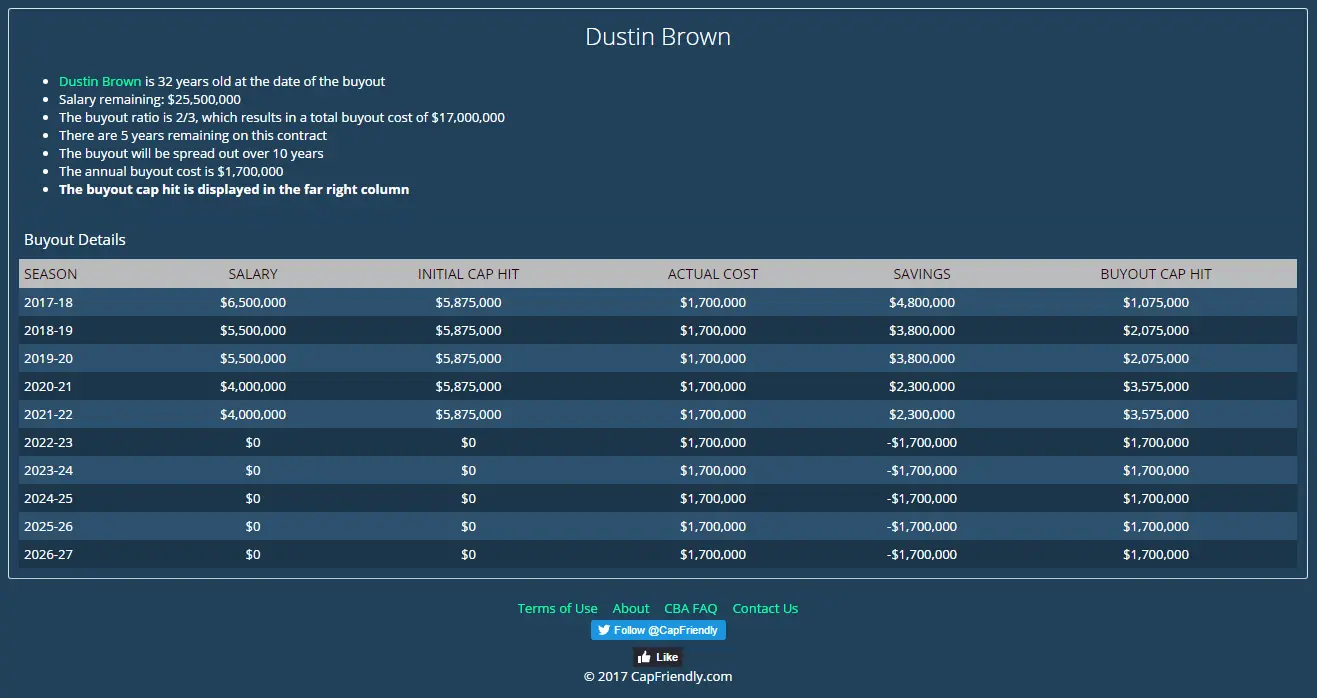 Dustin Brown
Dustin Brown is 32 years old at the date of the buyout
Salary remaining: $25,500,000
The buyout ratio is 2/3, which results in a total buyout cost of $17,000,000
There are 5 years remaining on this contract
The buyout will be spread out over 10 years
The annual buyout cost is $1,700,000
The buyout cap hit is displayed in the far right column
Buyout Details
SEASON SALARY INITIAL CAP HIT ACTUAL COST SAVINGS BUYOUT CAP HIT
2017-18 $6,500,000 $5,875,000 $1,700,000 $4,800,000 $1,075,000
2018-19 $5,500,000 $5,875,000 $1,700,000 $3,800,000 $2,075,000
2019-20 $5,500,000 $5,875,000 $1,700,000 $3,800,000 $2,075,000
2020-21 $4,000,000 $5,875,000 $1,700,000 $2,300,000 $3,575,000
2021-22 $4,000,000 $5,875,000 $1,700,000 $2,300,000 $3,575,000
2022-23 $0 $0 $1,700,000 -$1,700,000 $1,700,000
2023-24 $0 $0 $1,700,000 -$1,700,000 $1,700,000
2024-25 $0 $0 $1,700,000 -$1,700,000 $1,700,000
2025-26 $0 $0 $1,700,000 -$1,700,000 $1,700,000
2026-27 $0 $0 $1,700,000 -$1,700,000 $1,700,000
Terms of Use About CBA FAQ Contact Us
Follow @CapFriendly
Like
© 2017 CapFriendly.com